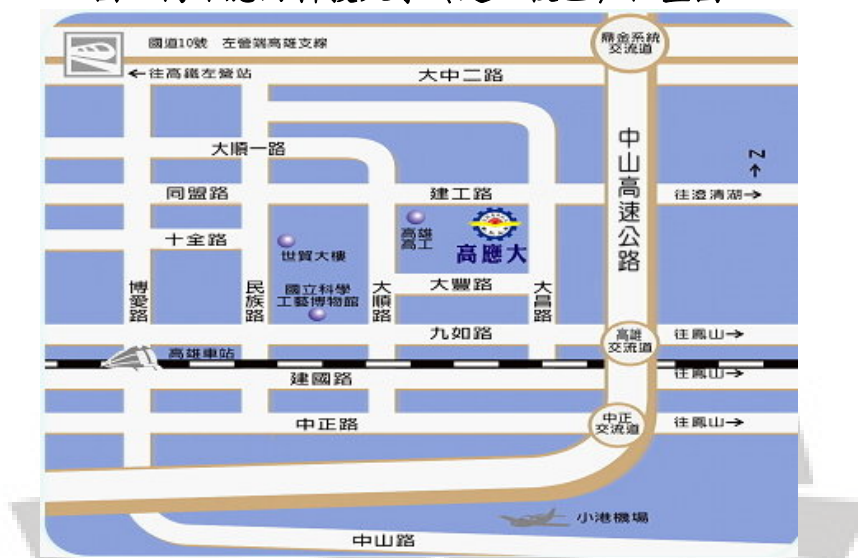 國道10號 左營端高雄支線
鼎金系統
交流道
←往高鐵左營站
大中二路
中山高速公路
大順一路
N
同盟路
建工路
往澄清湖→
高雄
高工
高應大
十全路
世貿大樓
博愛路
民族路
國立科學
工藝博物館
大順路
大豐路
大昌路
九如路
高雄
交流道
往鳳山→
高雄車站
建國路
往鳳山→
中正路
中正
交流道
往鳳山→
小港機場
中山路